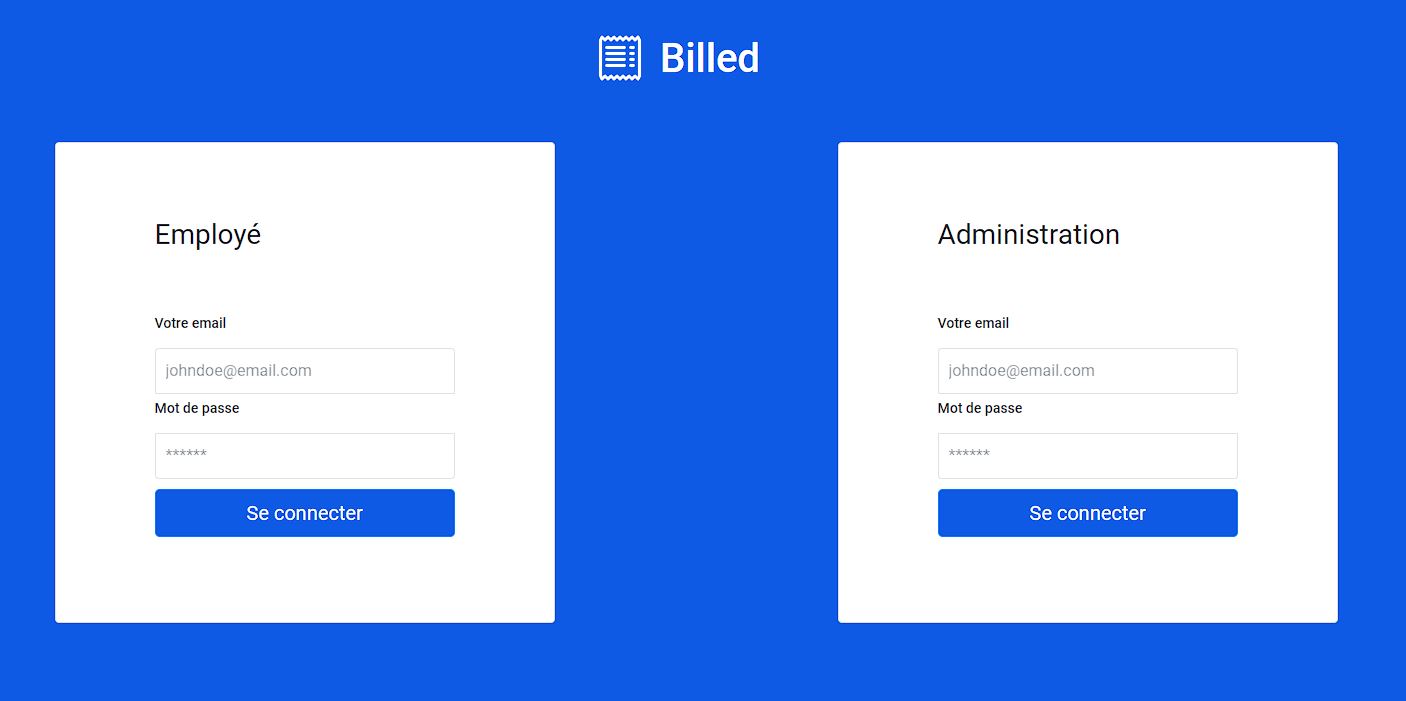 Billed
Employé
Votre email
johndoe@email.com
Mot de passe
******
Se connecter
Administration
Votre email
johndoe@email.com
Mot de passe
******
Se connecter